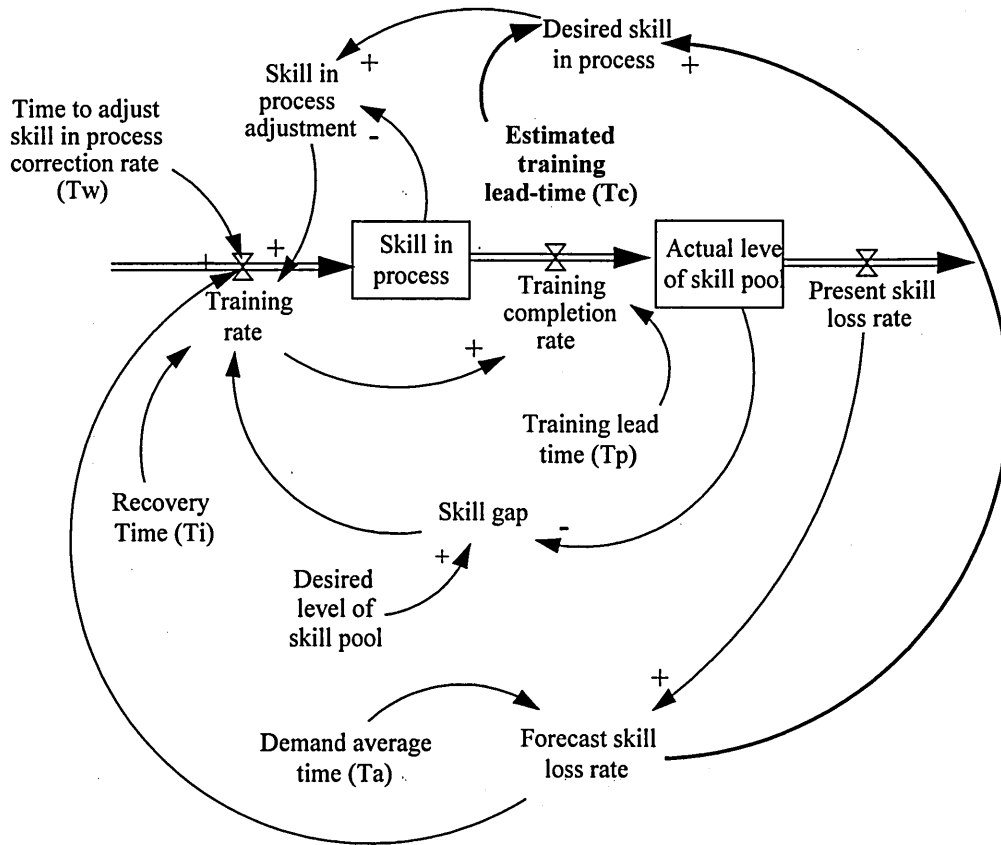 Desired skill
in process
+
+
Skill in
process
adjustment
-
Time to adjust
skill in process
correction rate
(Tw)
Estimated
training
lead-time (Tc)
+
+
Skill in
process
Actual level
of skill pool
Training
rate
Training
completion
rate
Present skill
loss rate
+
Training lead
time (Tp)
Recovery
Time (Ti)
Skill gap
-
+
Desired
level of
skill pool
+
Demand average
time (Ta)
Forecast skill
loss rate